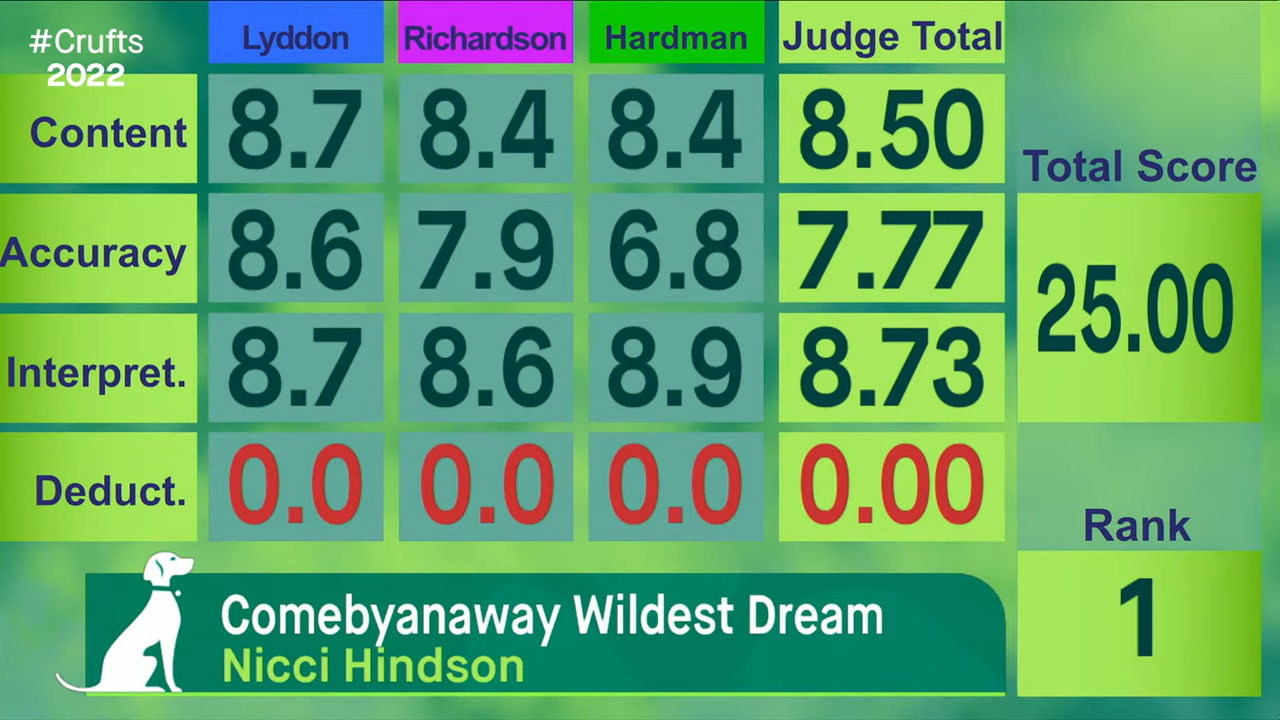 #Crufts
2022
Lyddon Richardson Hardman Judge Total
Content 8.7 8.4 8.4 8.50
Total Score
Accuracy 8.6 7.9 6.8 7.77
25.00
Interpret. 8.7 8.6 8.9 8.73
Deduct. 0.0 0.0 0.0 0.00
Rank
1
Comebyanaway Wildest Dream
Nicci Hindson